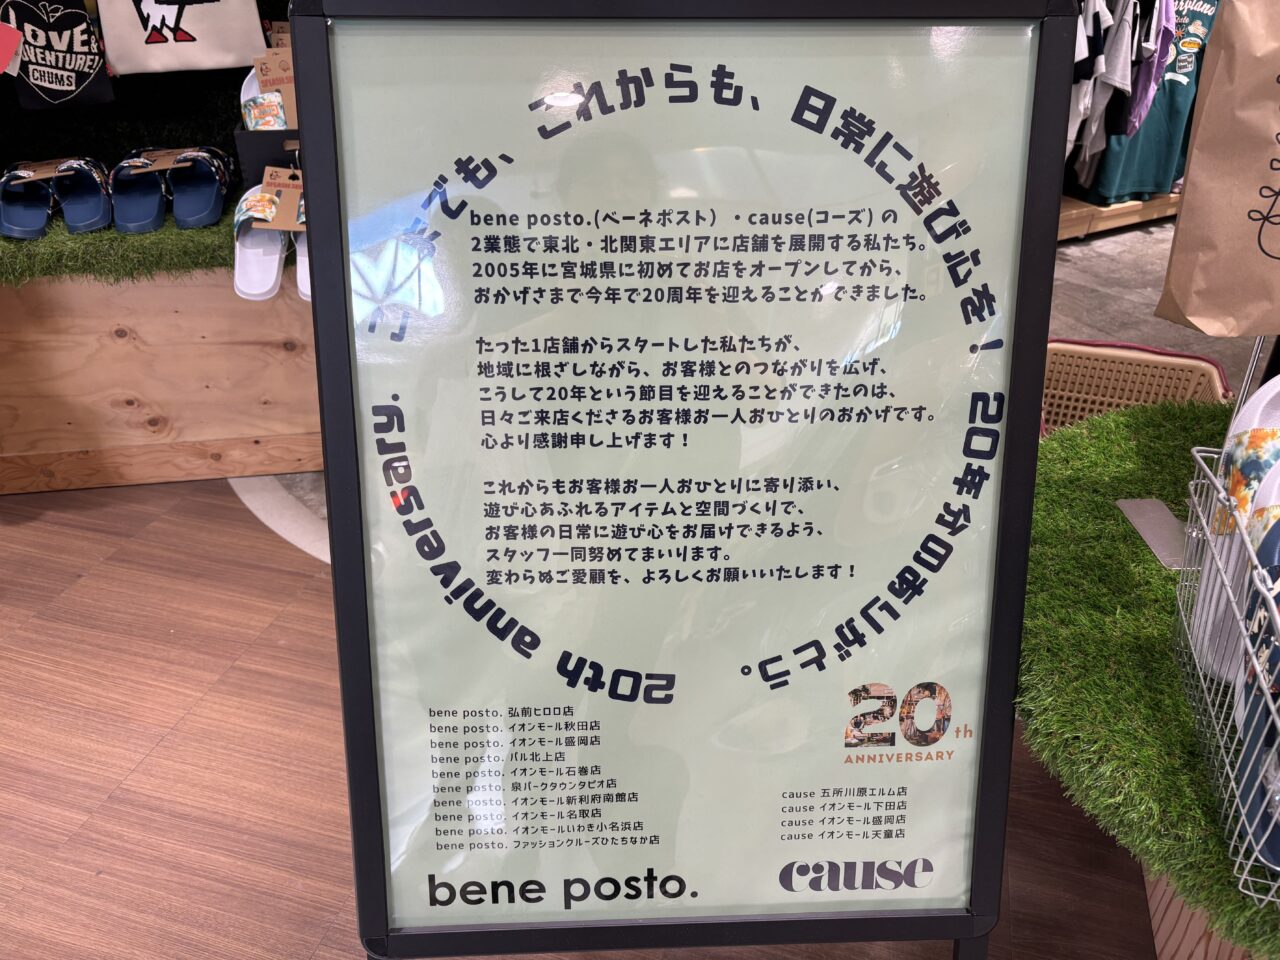 LOVE &
ADVENTURE!!
CHUMS
でも、これからも、日常に遊び心を！20年分のありがとう。20th anniversary.
bene posto.(ベーネポスト）・cause(コーズ) の
2業態で東北・北関東エリアに店舗を展開する私たち。
2005年に宮城県に初めてお店をオープンしてから、
おかげさまで今年で20周年を迎えることができました。
たった1店舗からスタートした私たちが、
地域に根ざしながら、お客様とのつながりを広げ、
こうして20年という節目を迎えることができたのは、
日々ご来店くださるお客様お一人おひとりのおかげです。
心より感謝申し上げます！
これからもお客様お一人おひとりに寄り添い、
遊び心あふれるアイテムと空間づくりで、
お客様の日常に遊び心をお届けできるよう、
スタッフ一同努めてまいります。
変わらぬご愛顧を、よろしくお願いいたします！
bene posto. 弘前ヒロロ店
bene posto. イオンモール秋田店
bene posto. イオンモール盛岡店
bene posto. パル北上店
bene posto. イオンモール石巻店
bene posto. 泉パークタウンタピオ店
bene posto. イオンモール新利府南館店
bene posto. イオンモール名取店
bene posto. イオンモールいわき小名浜店
bene posto. ファッションクルーズひたちなか店
bene posto.
20th
ANNIVERSARY
cause 五所川原エルム店
cause イオンモール下田店
cause イオンモール盛岡店
cause イオンモール天童店
cause